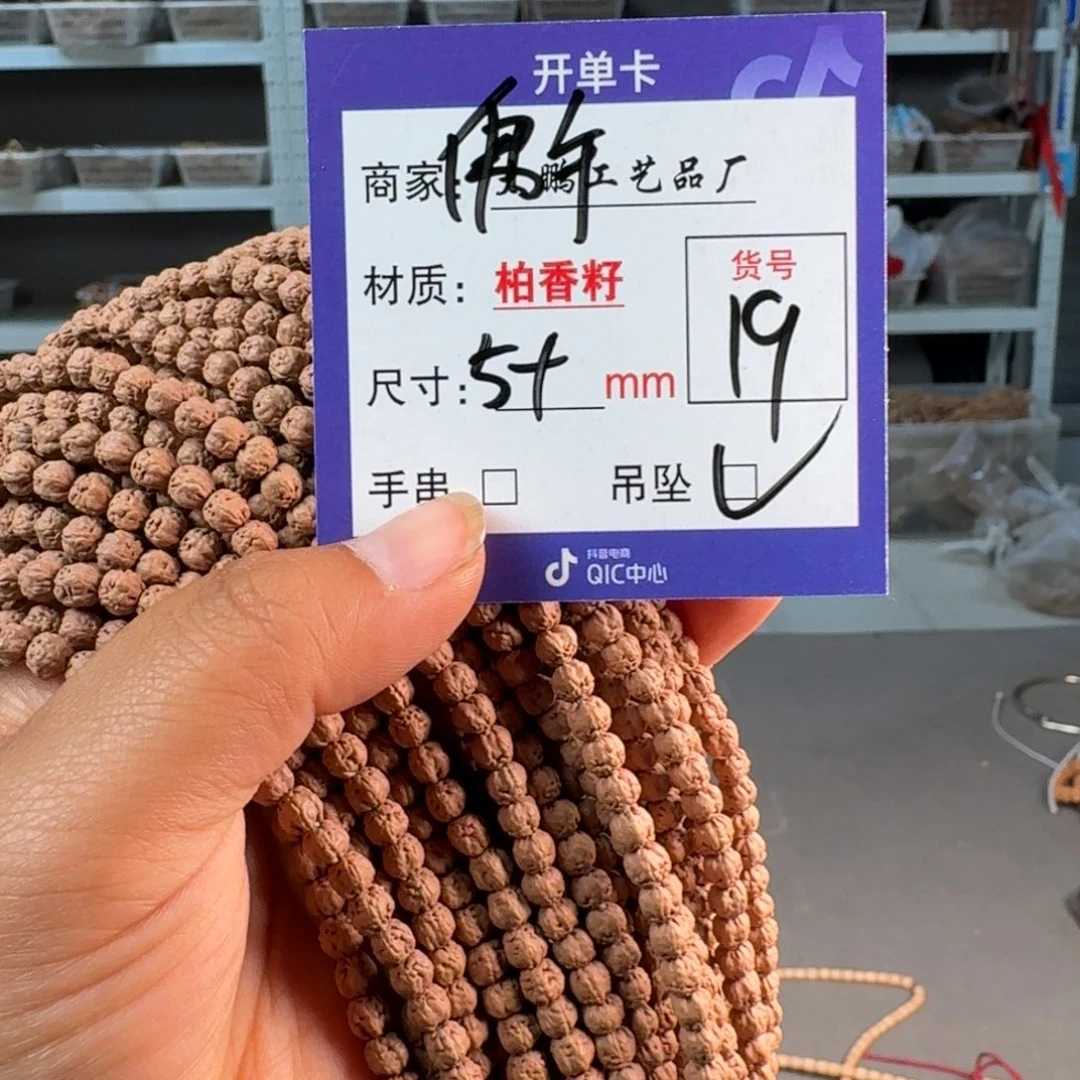 开单卡
商家: 鹏工艺品厂
材质: 柏香籽
货号
19
尺寸: 5+ mm
手串 □ 吊坠 □
抖音电商
QIC中心